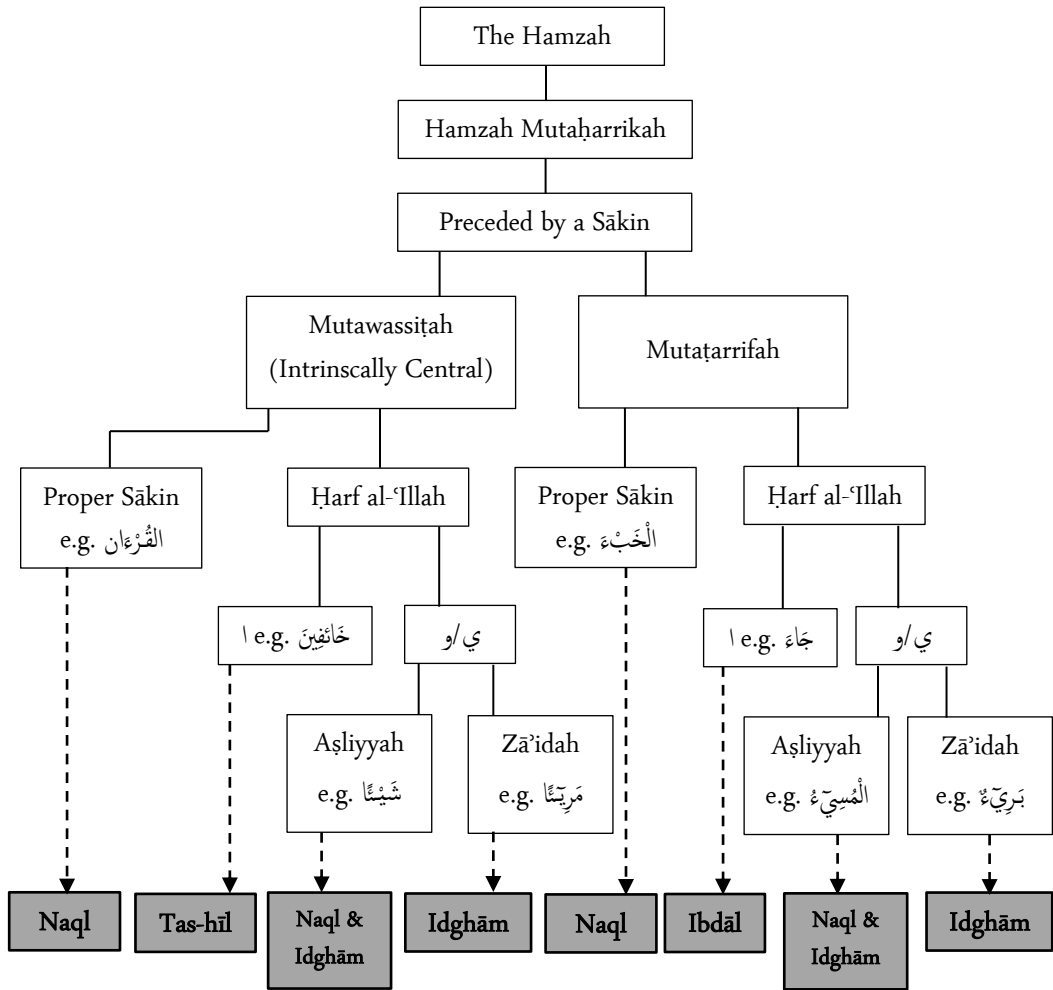 The Hamzah
Hamzah Mutaḥarrikah
Preceded by a Sākin
Mutawassiṭah
(Intrinscally Central)
Mutaṭarrifah
Proper Sākin
e.g. القُرْءَان
Ḥarf al-ʿIllah
Proper Sākin
e.g. الْخَبْءَ
Ḥarf al-ʿIllah
ا e.g. خَائفِينَ
ي/و
ا e.g. جَاءَ
ي/و
Aṣliyyah
e.g. شَيْـًٔا
Zāʾidah
e.g. مَرِيٓـًٔا
Aṣliyyah
e.g. الْمُسِيٓءُ
Zāʾidah
e.g. بَرِيٓءٌ
Naql
Tas-hīl
Naql &
Idghām
Idghām
Naql
Ibdāl
Naql &
Idghām
Idghām